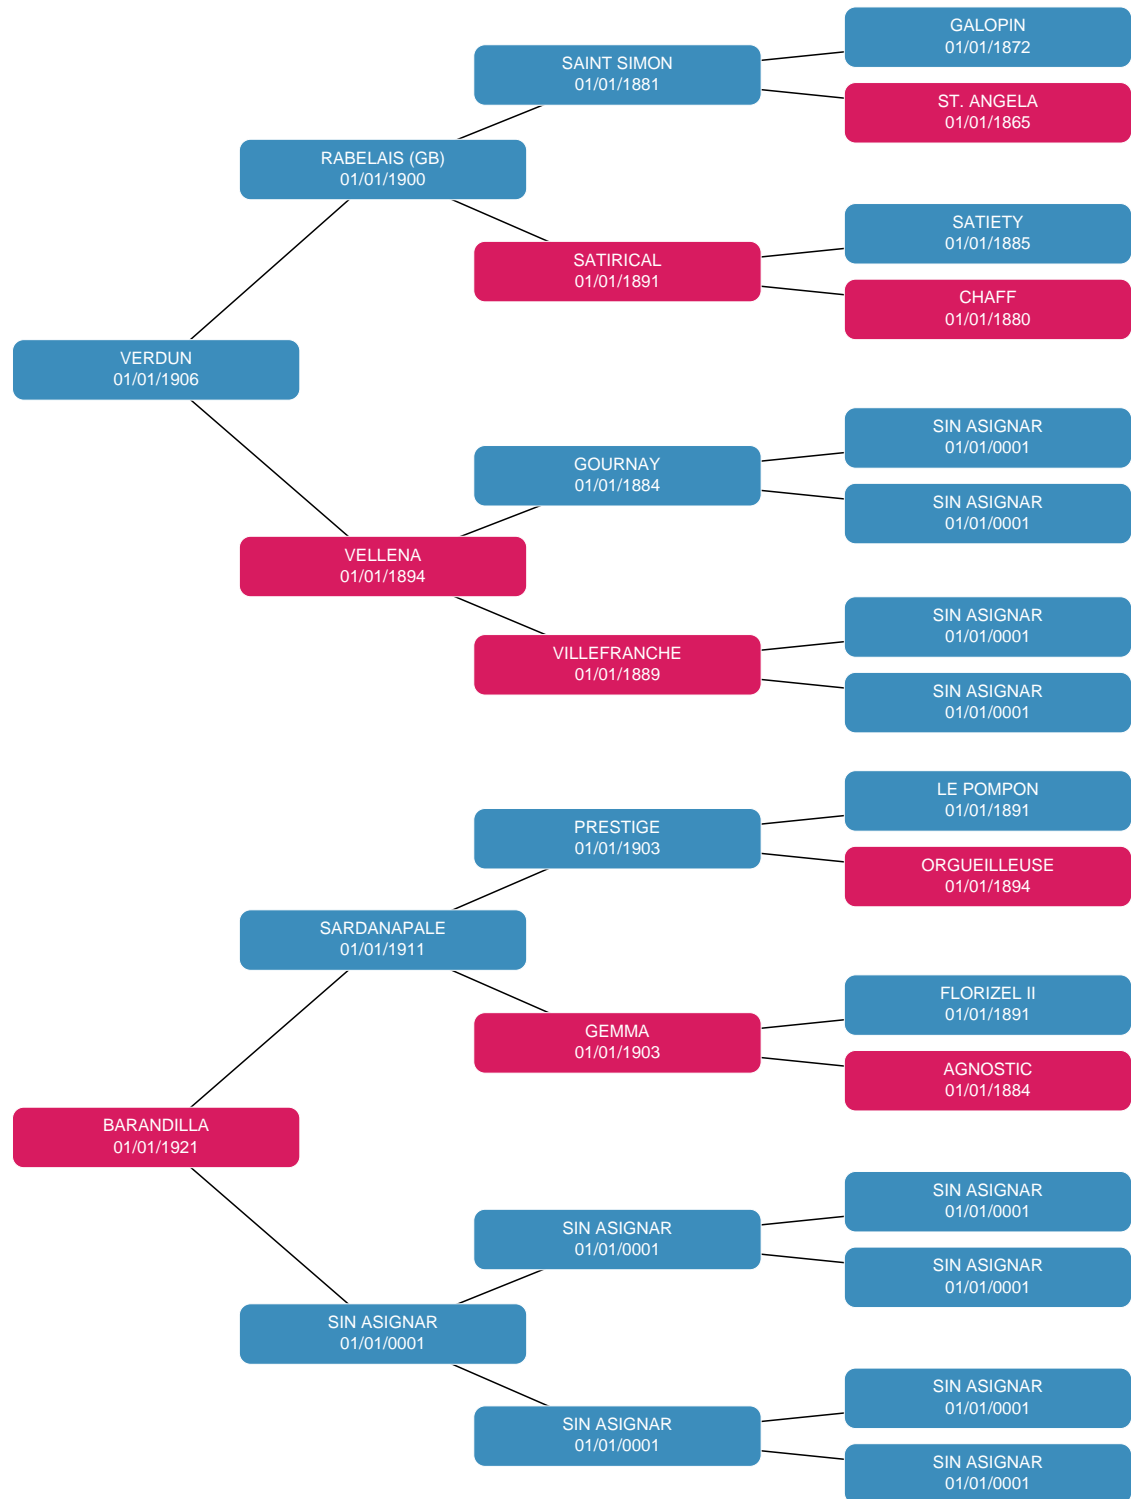 GALOPIN
01/01/1872
SAINT SIMON
01/01/1881
ST. ANGELA
01/01/1865
RABELAIS (GB)
01/01/1900
SATIETY
01/01/1885
SATIRICAL
01/01/1891
CHAFF
01/01/1880
VERDUN
01/01/1906
SIN ASIGNAR
01/01/0001
GOURNAY
01/01/1884
SIN ASIGNAR
01/01/0001
VELLENA
01/01/1894
SIN ASIGNAR
01/01/0001
VILLEFRANCHE
01/01/1889
SIN ASIGNAR
01/01/0001
LE POMPON
01/01/1891
PRESTIGE
01/01/1903
ORGUEILLEUSE
01/01/1894
SARDANAPALE
01/01/1911
FLORIZEL II
01/01/1891
GEMMA
01/01/1903
AGNOSTIC
01/01/1884
BARANDILLA
01/01/1921
SIN ASIGNAR
01/01/0001
SIN ASIGNAR
01/01/0001
SIN ASIGNAR
01/01/0001
SIN ASIGNAR
01/01/0001
SIN ASIGNAR
01/01/0001
SIN ASIGNAR
01/01/0001
SIN ASIGNAR
01/01/0001